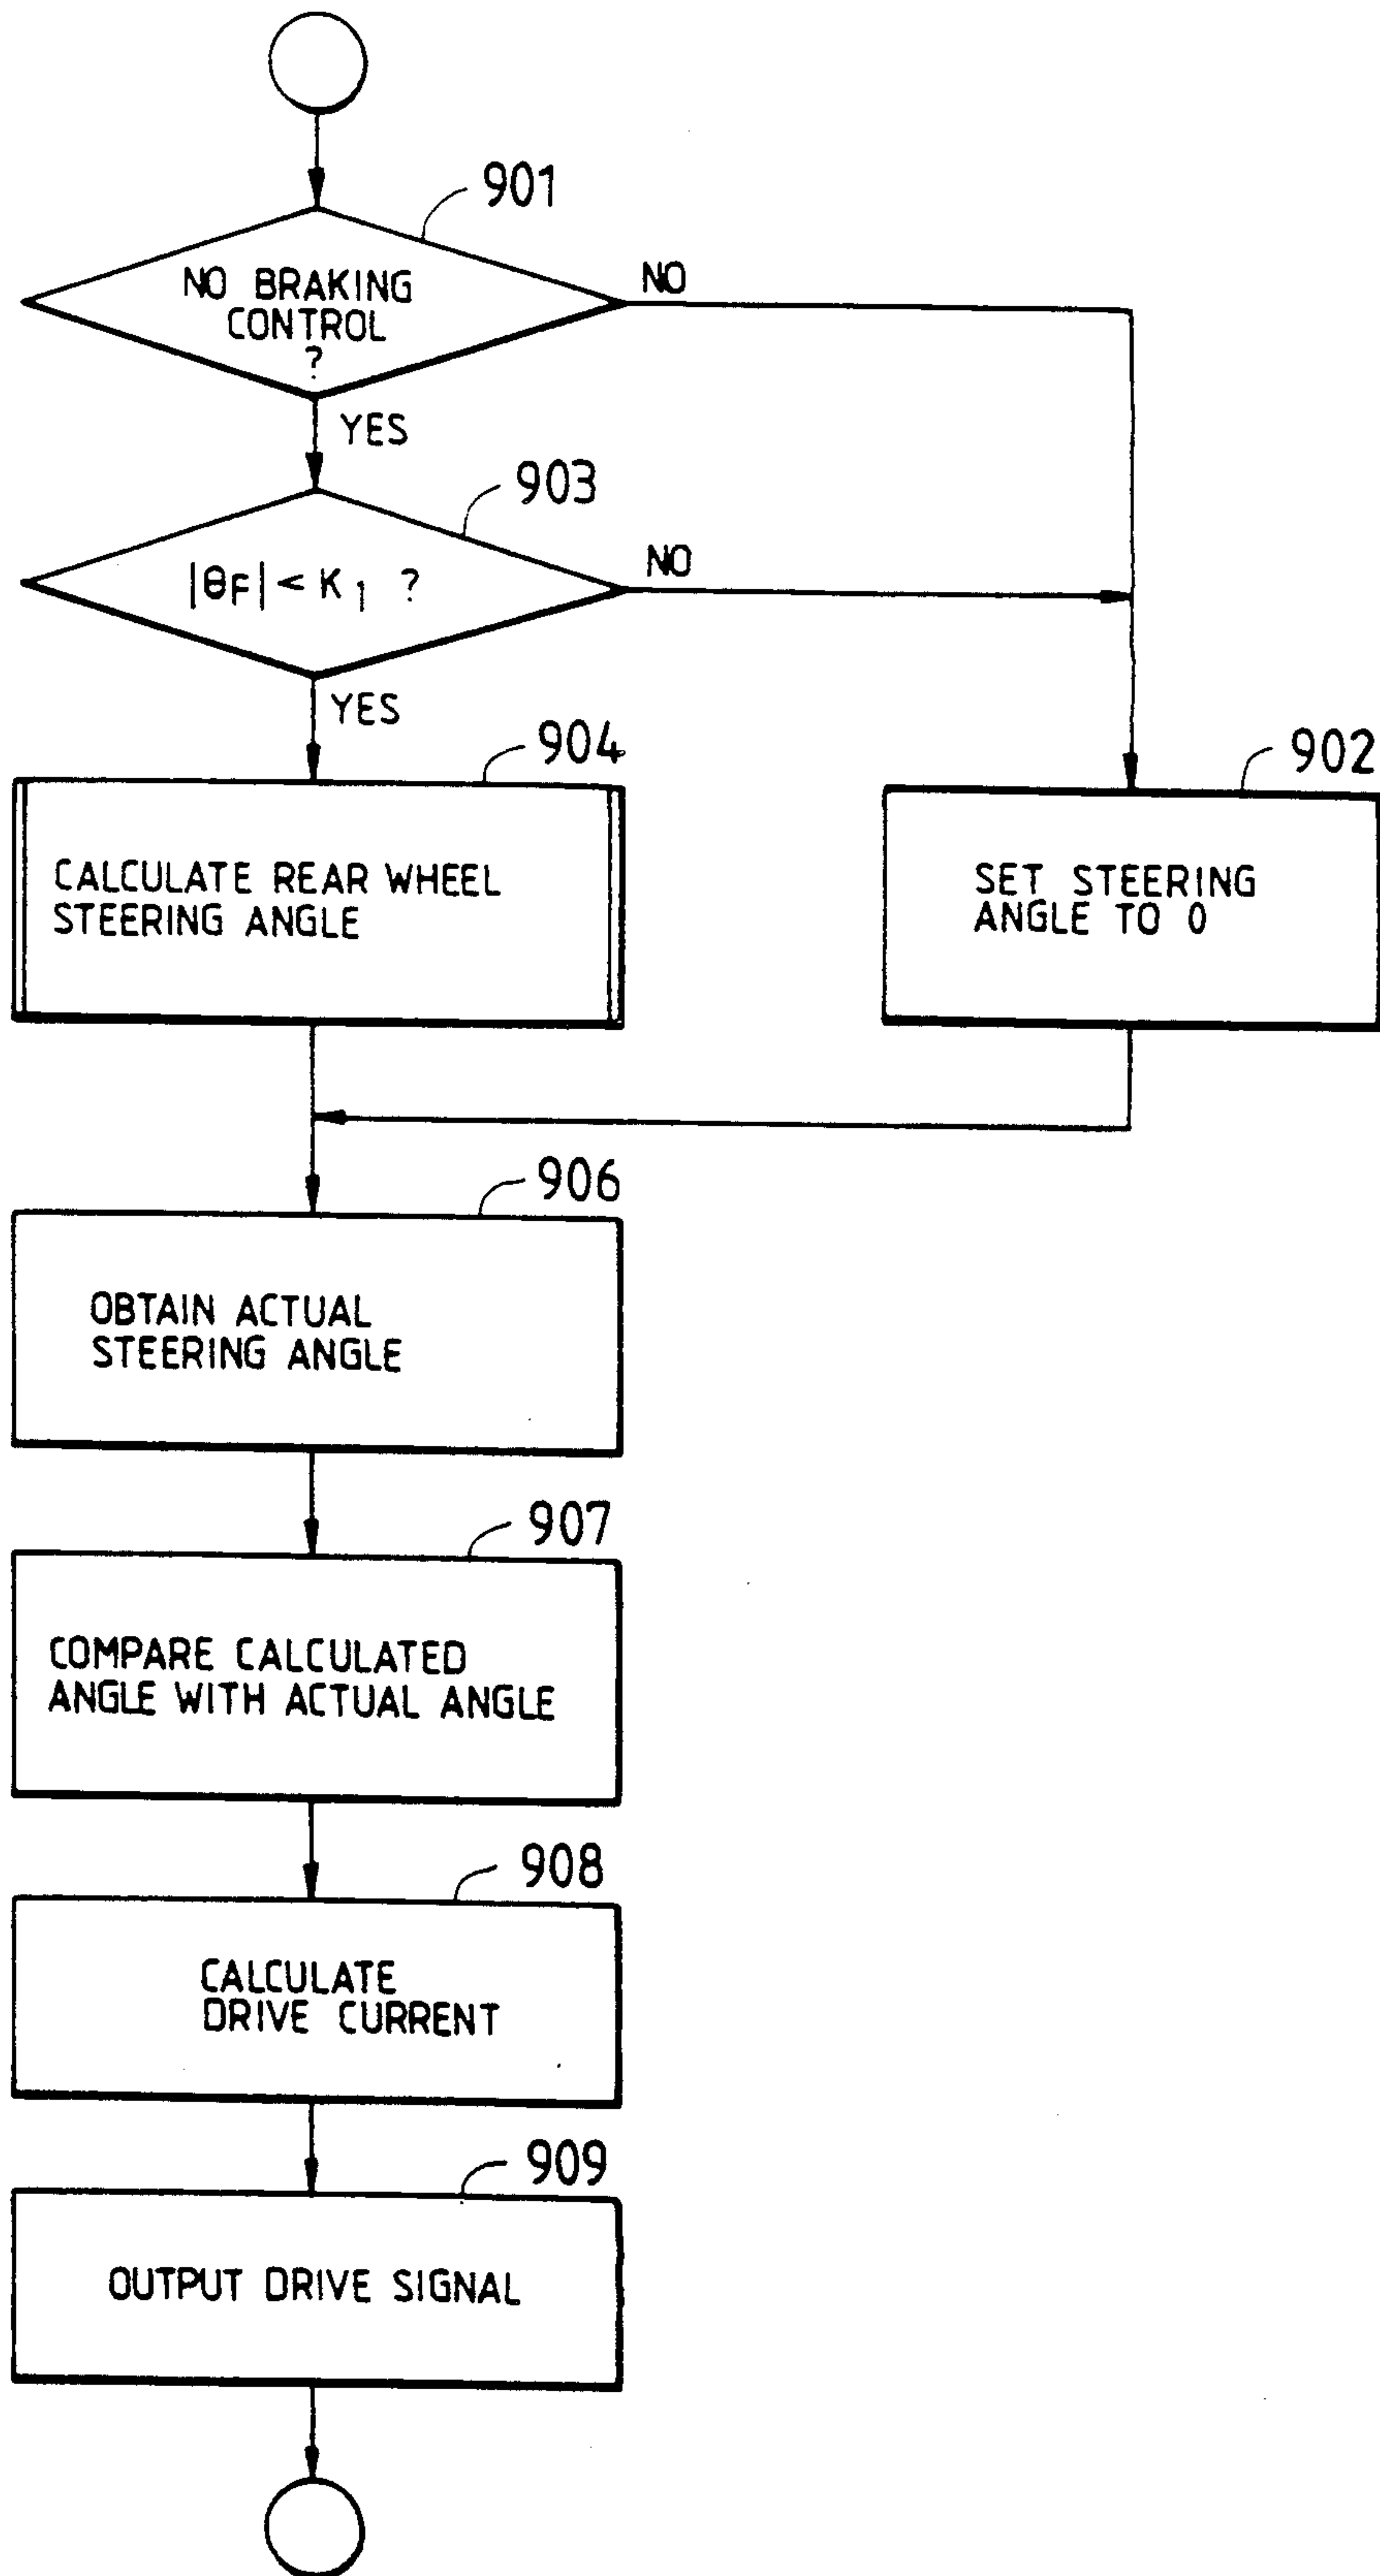 901
NO BRAKING
CONTROL
?
NO
YES
903
|θF| < K1 ?
NO
YES
904
CALCULATE REAR WHEEL
STEERING ANGLE
902
SET STEERING
ANGLE TO 0
906
OBTAIN ACTUAL
STEERING ANGLE
907
COMPARE CALCULATED
ANGLE WITH ACTUAL ANGLE
908
CALCULATE
DRIVE CURRENT
909
OUTPUT DRIVE SIGNAL